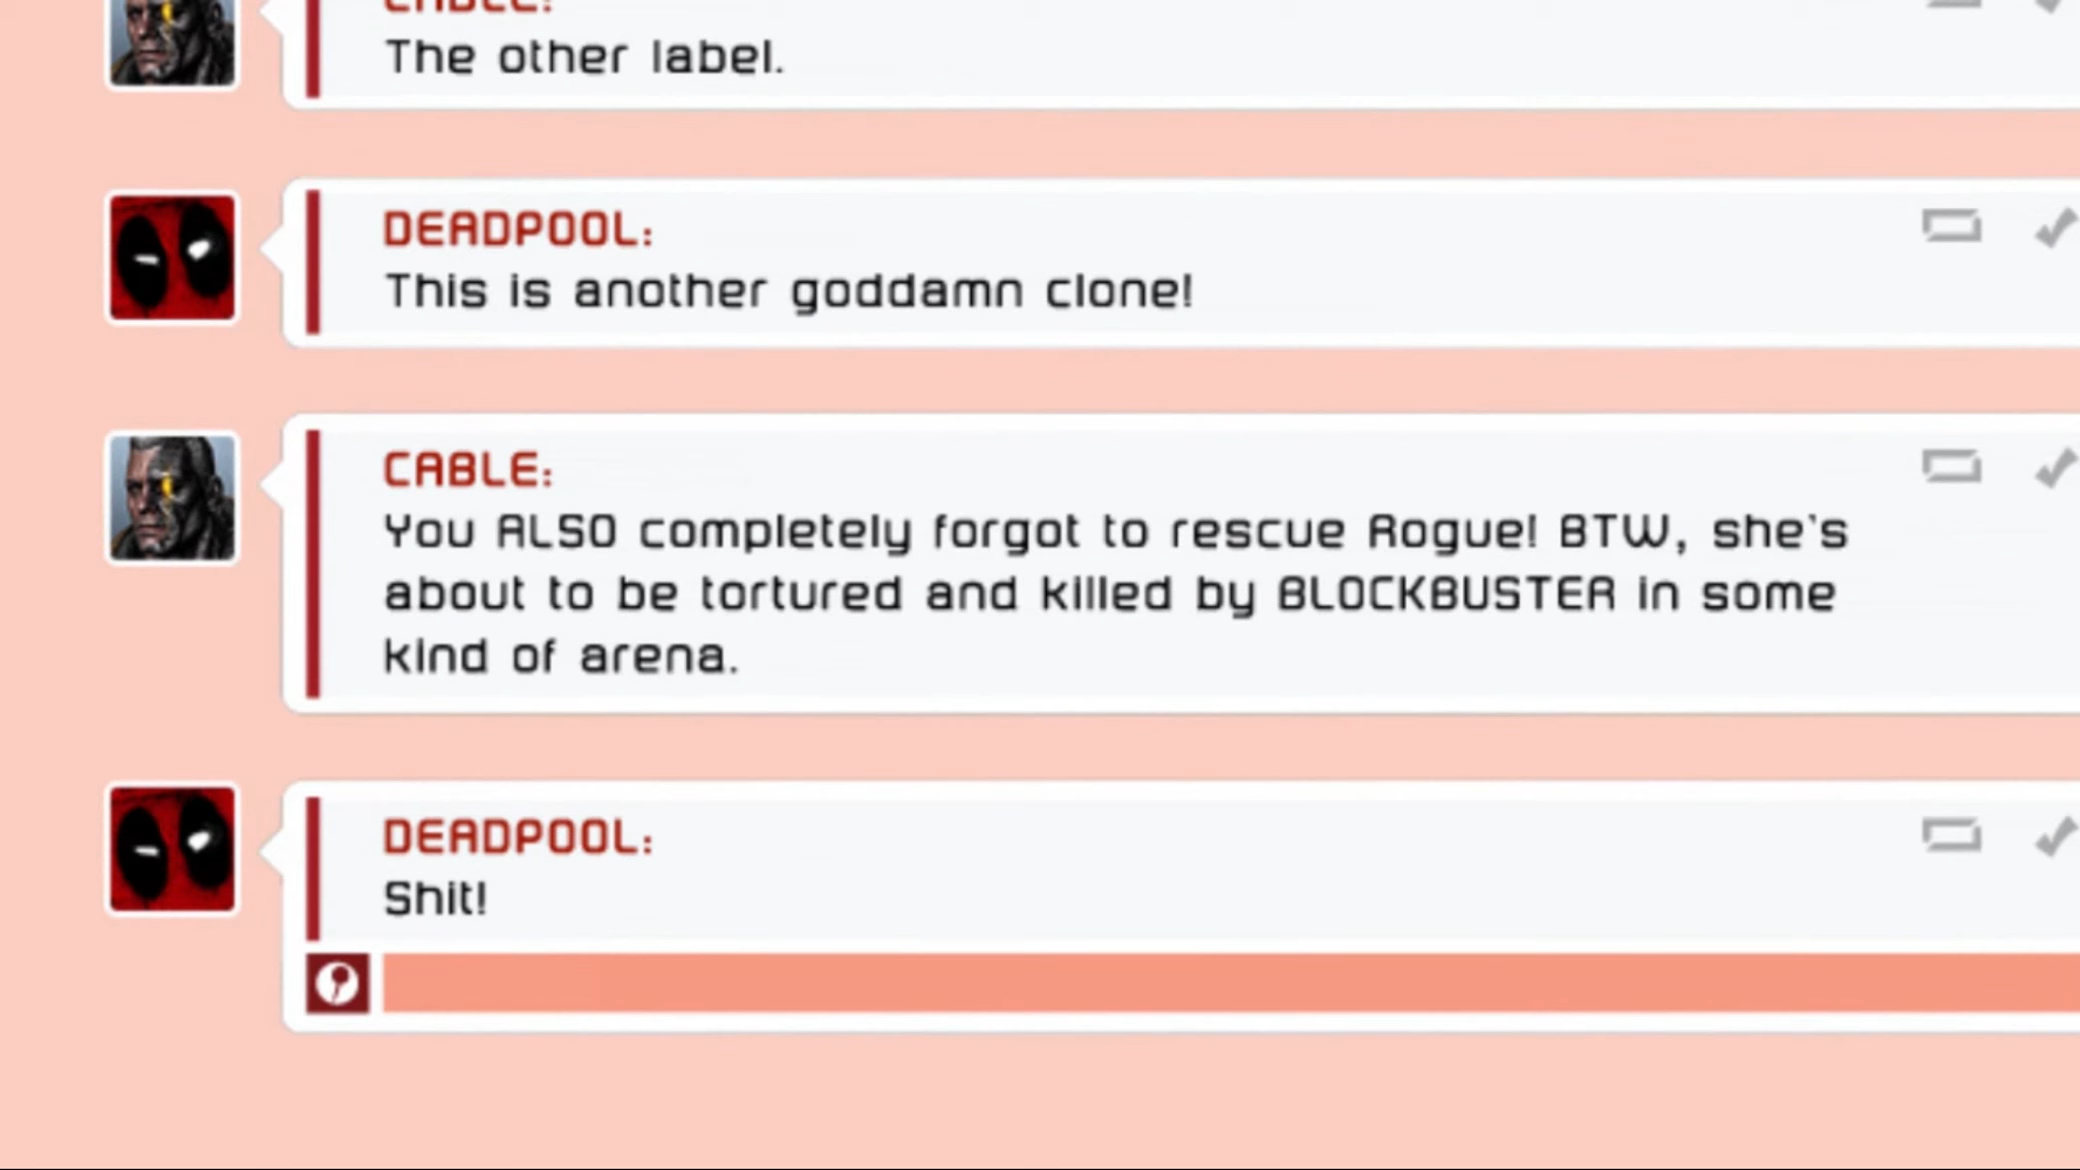 CABLE:
The other label.
DEADPOOL:
This is another goddamn clone!
CABLE:
You ALSO completely forgot to rescue Rogue! BTW, she's
about to be tortured and killed by BLOCKBUSTER in some
kind of arena.
DEADPOOL:
Shit!